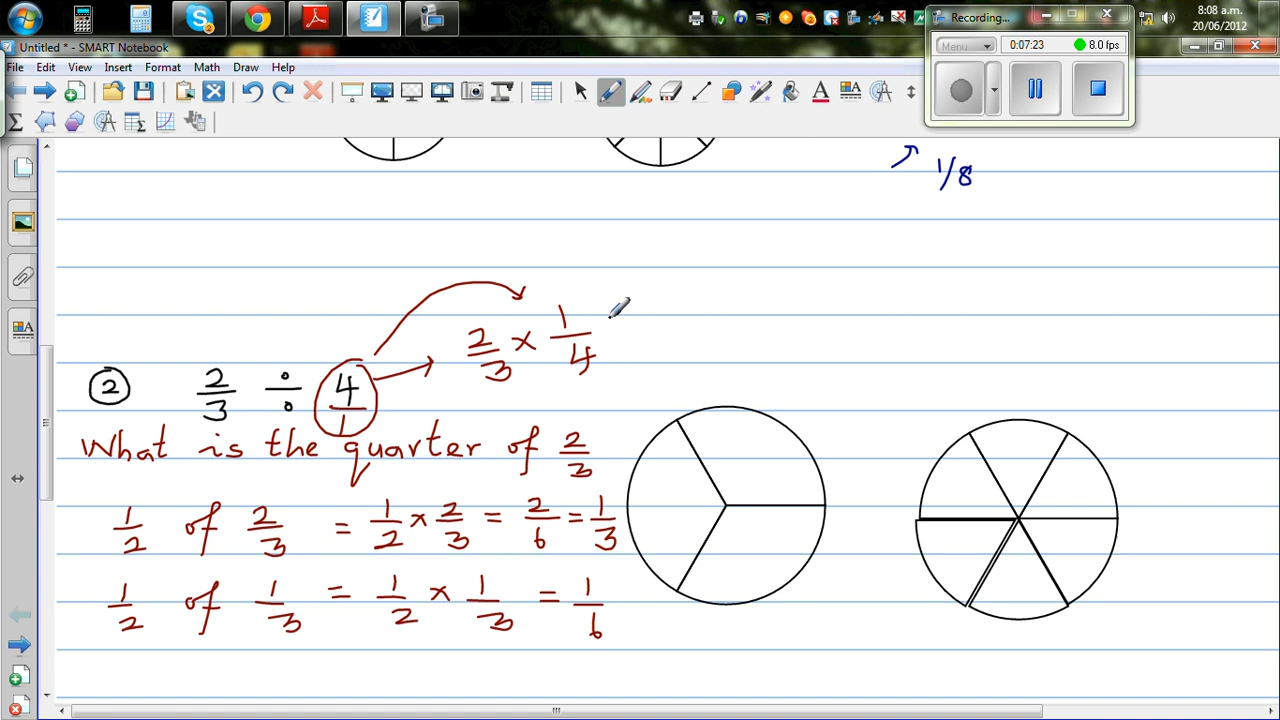 8:08 a.m.
20/06/2012
Recording...
Menu
0:07:23
8.0 fps
Untitled * - SMART Notebook
File Edit View Insert Format Math Draw Help
1/8
2/3 × 1/4
② 2/3 ÷ 4/1
What is the quarter of 2/3
1/2 of 2/3 = 1/2 × 2/3 = 2/6 = 1/3
1/2 of 1/3 = 1/2 × 1/3 = 1/6